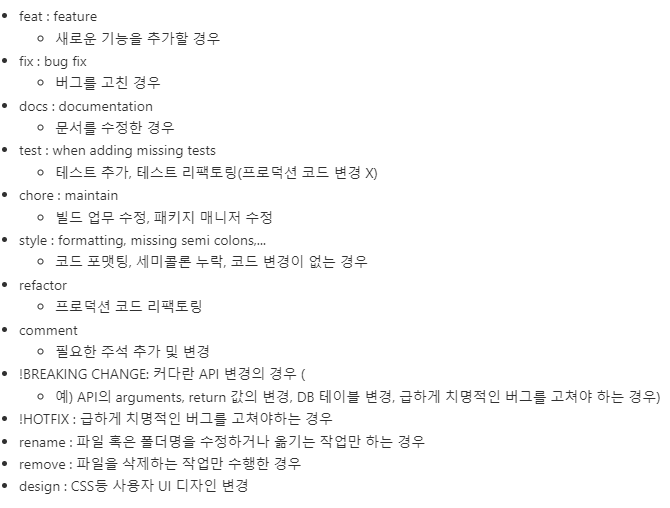 feat : feature
새로운 기능을 추가할 경우
fix : bug fix
버그를 고친 경우
docs : documentation
문서를 수정한 경우
test : when adding missing tests
테스트 추가, 테스트 리팩토링(프로덕션 코드 변경 X)
chore : maintain
빌드 업무 수정, 패키지 매니저 수정
style : formatting, missing semi colons,...
코드 포맷팅, 세미콜론 누락, 코드 변경이 없는 경우
refactor
프로덕션 코드 리팩토링
comment
필요한 주석 추가 및 변경
!BREAKING CHANGE: 커다란 API 변경의 경우 (
예) API의 arguments, return 값의 변경, DB 테이블 변경, 급하게 치명적인 버그를 고쳐야 하는 경우)
!HOTFIX : 급하게 치명적인 버그를 고쳐야하는 경우
rename : 파일 혹은 폴더명을 수정하거나 옮기는 작업만 하는 경우
remove : 파일을 삭제하는 작업만 수행한 경우
design : CSS등 사용자 UI 디자인 변경